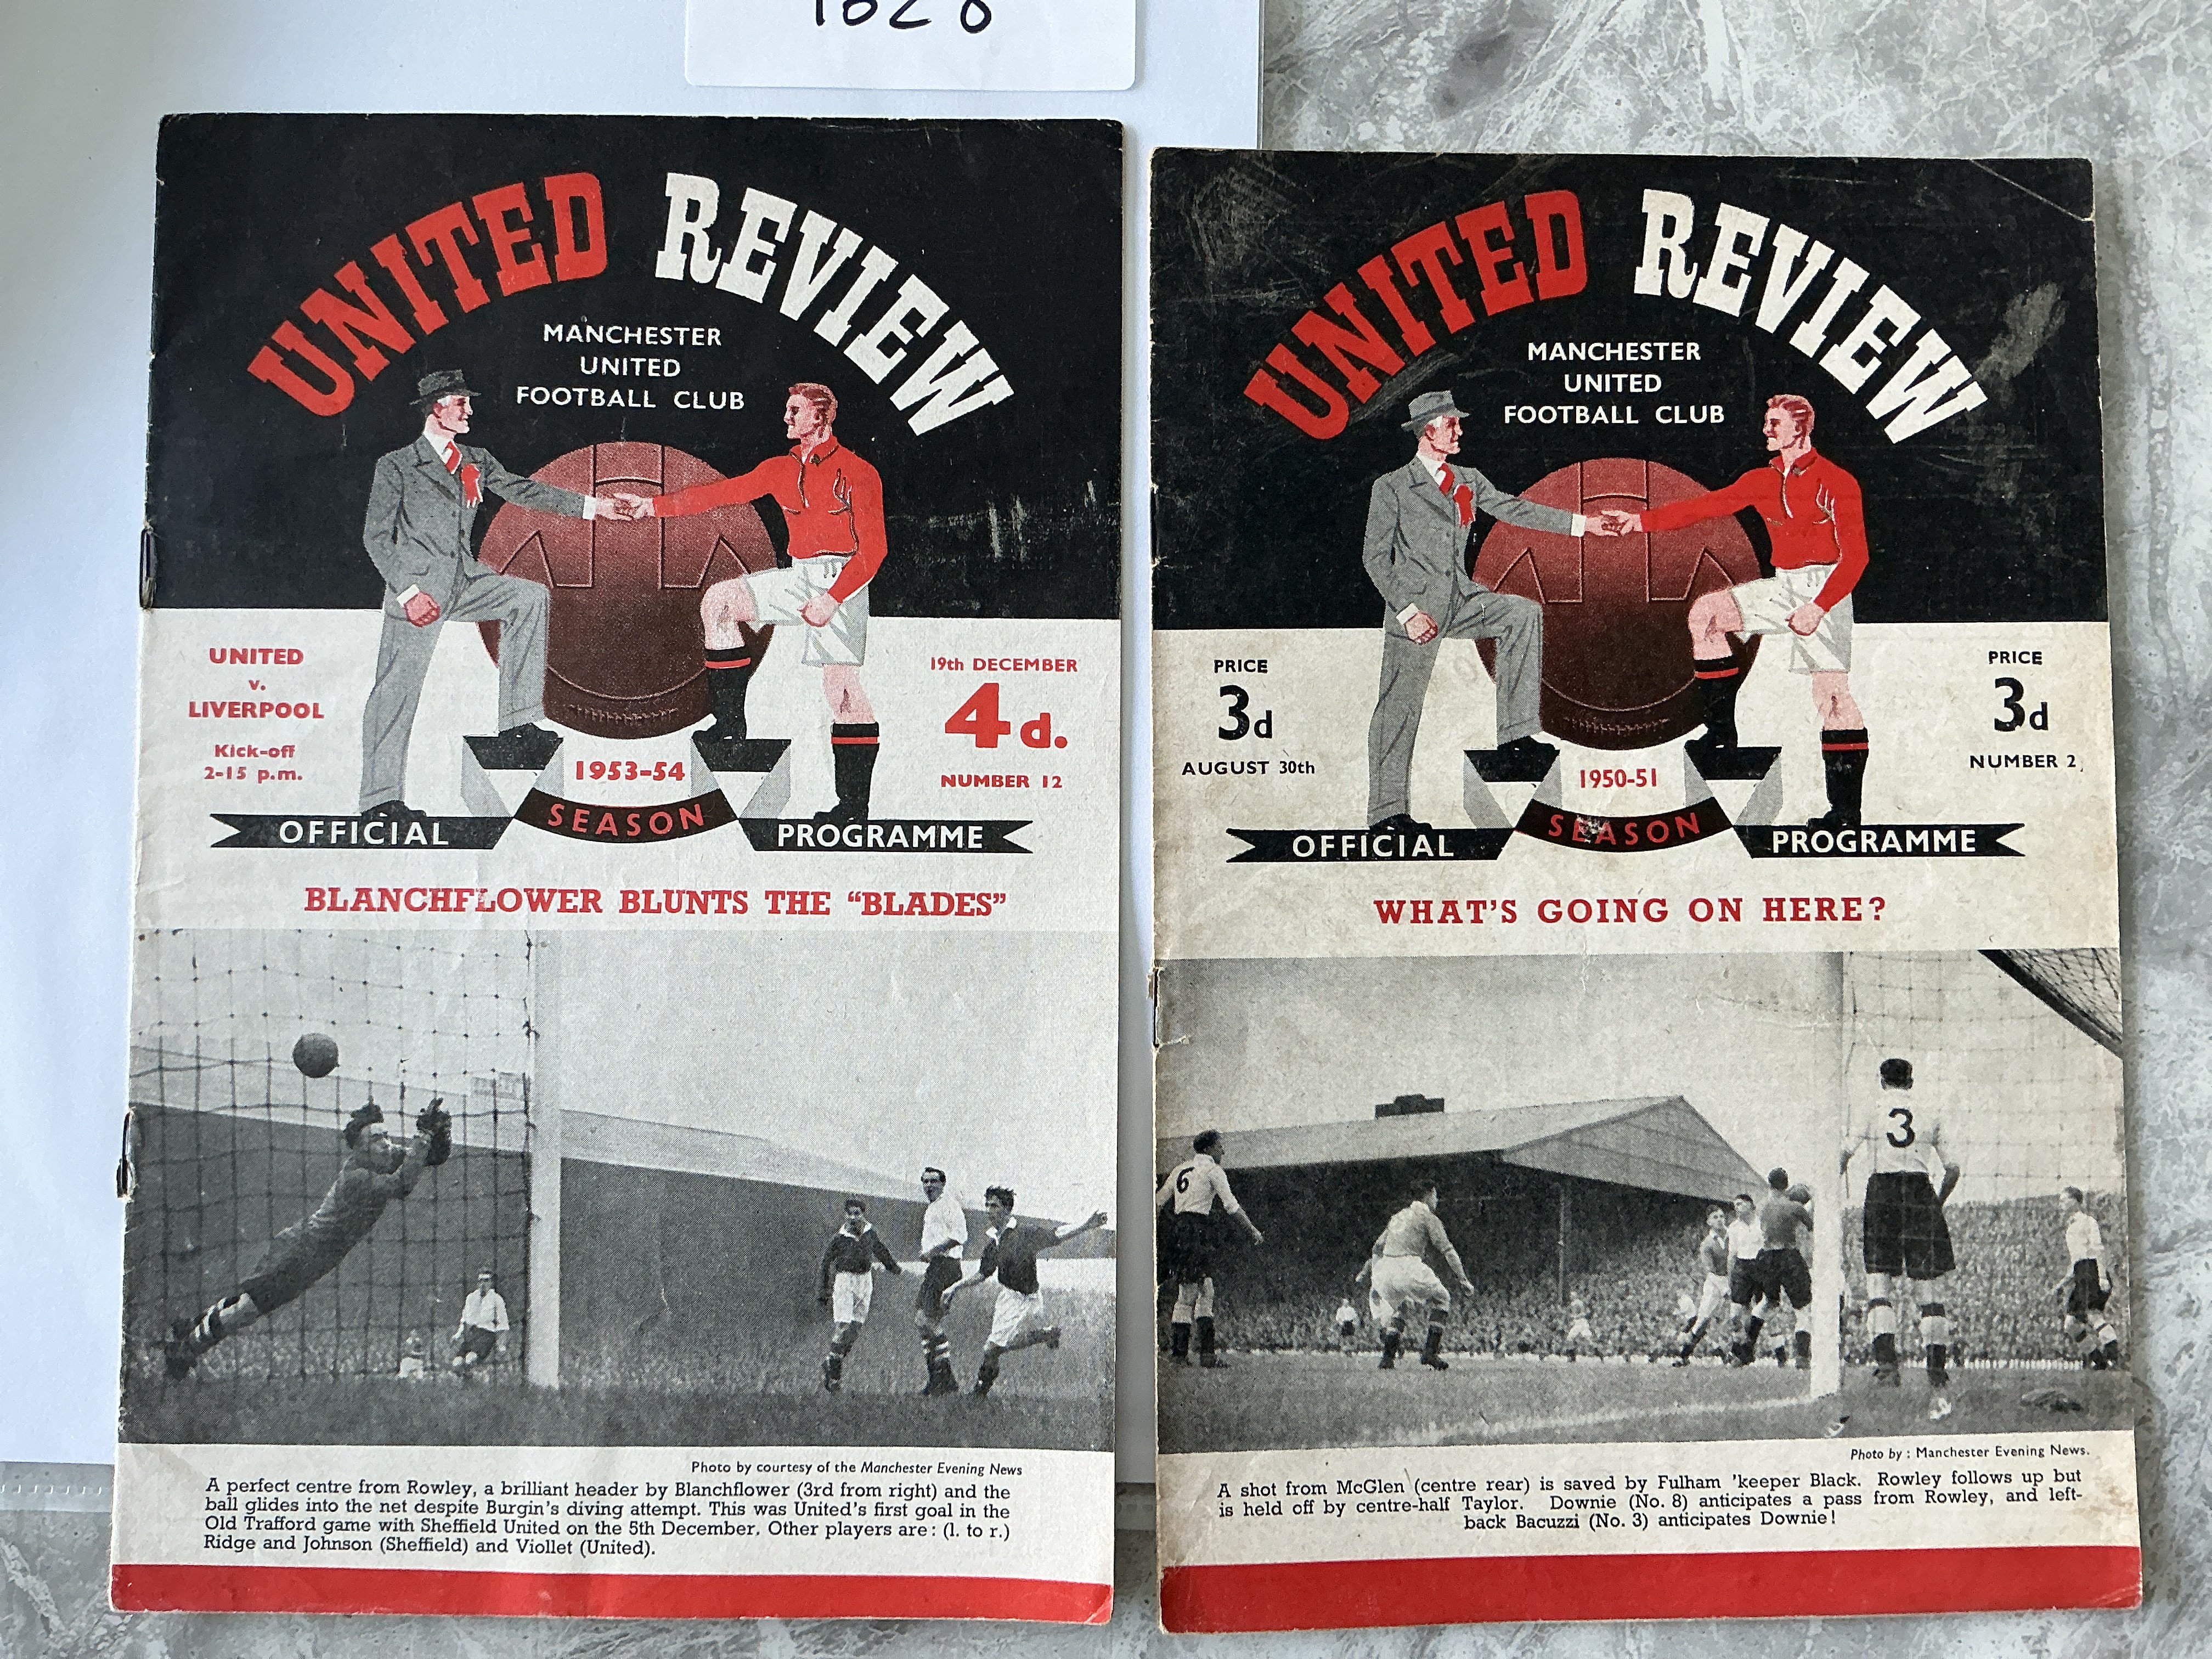 1628
UNITED REVIEW
MANCHESTER
UNITED
FOOTBALL CLUB
UNITED
v.
LIVERPOOL
Kick-off
2-15 p.m.
19th DECEMBER
4d.
NUMBER 12
1953-54
SEASON
OFFICIAL
PROGRAMME
BLANCHFLOWER BLUNTS THE "BLADES"
Photo by courtesy of the Manchester Evening News
A perfect centre from Rowley, a brilliant header by Blanchflower (3rd from right) and the
ball glides into the net despite Burgin's diving attempt. This was United's first goal in the
Old Trafford game with Sheffield United on the 5th December. Other players are : (l. to r.)
Ridge and Johnson (Sheffield) and Viollet (United).
UNITED REVIEW
MANCHESTER
UNITED
FOOTBALL CLUB
PRICE
3d
AUGUST 30th
PRICE
3d
NUMBER 2
1950-51
SEASON
OFFICIAL
PROGRAMME
WHAT'S GOING ON HERE?
6
3
Photo by : Manchester Evening News.
A shot from McGlen (centre rear) is saved by Fulham 'keeper Black. Rowley follows up but
is held off by centre-half Taylor. Downie (No. 8) anticipates a pass from Rowley, and left-
back Bacuzzi (No. 3) anticipates Downie!